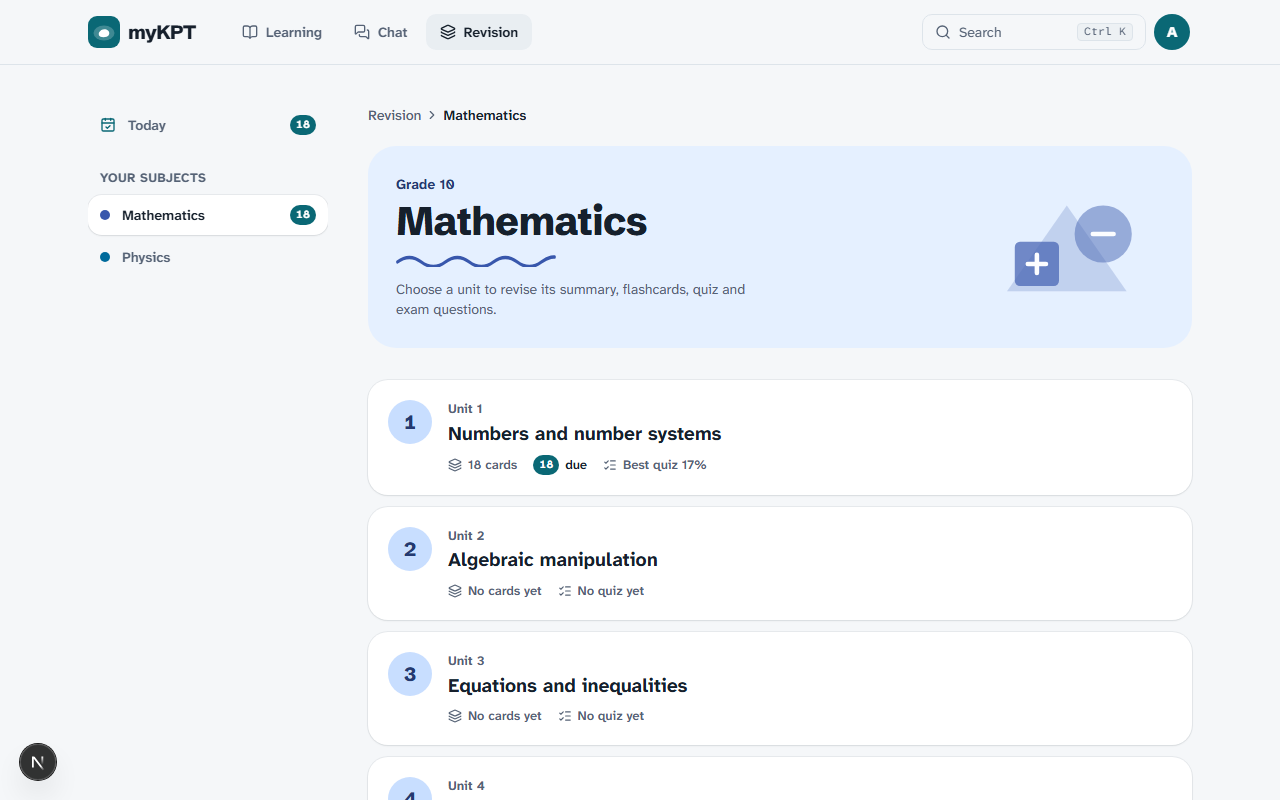 myKPT
Learning
Chat
Revision
Search
Ctrl K
A
Today
18
YOUR SUBJECTS
Mathematics
18
Physics
Revision > Mathematics
Grade 10
Mathematics
Choose a unit to revise its summary, flashcards, quiz and
exam questions.
1
Unit 1
Numbers and number systems
18 cards 18 due Best quiz 17%
2
Unit 2
Algebraic manipulation
No cards yet No quiz yet
3
Unit 3
Equations and inequalities
No cards yet No quiz yet
4
Unit 4
N